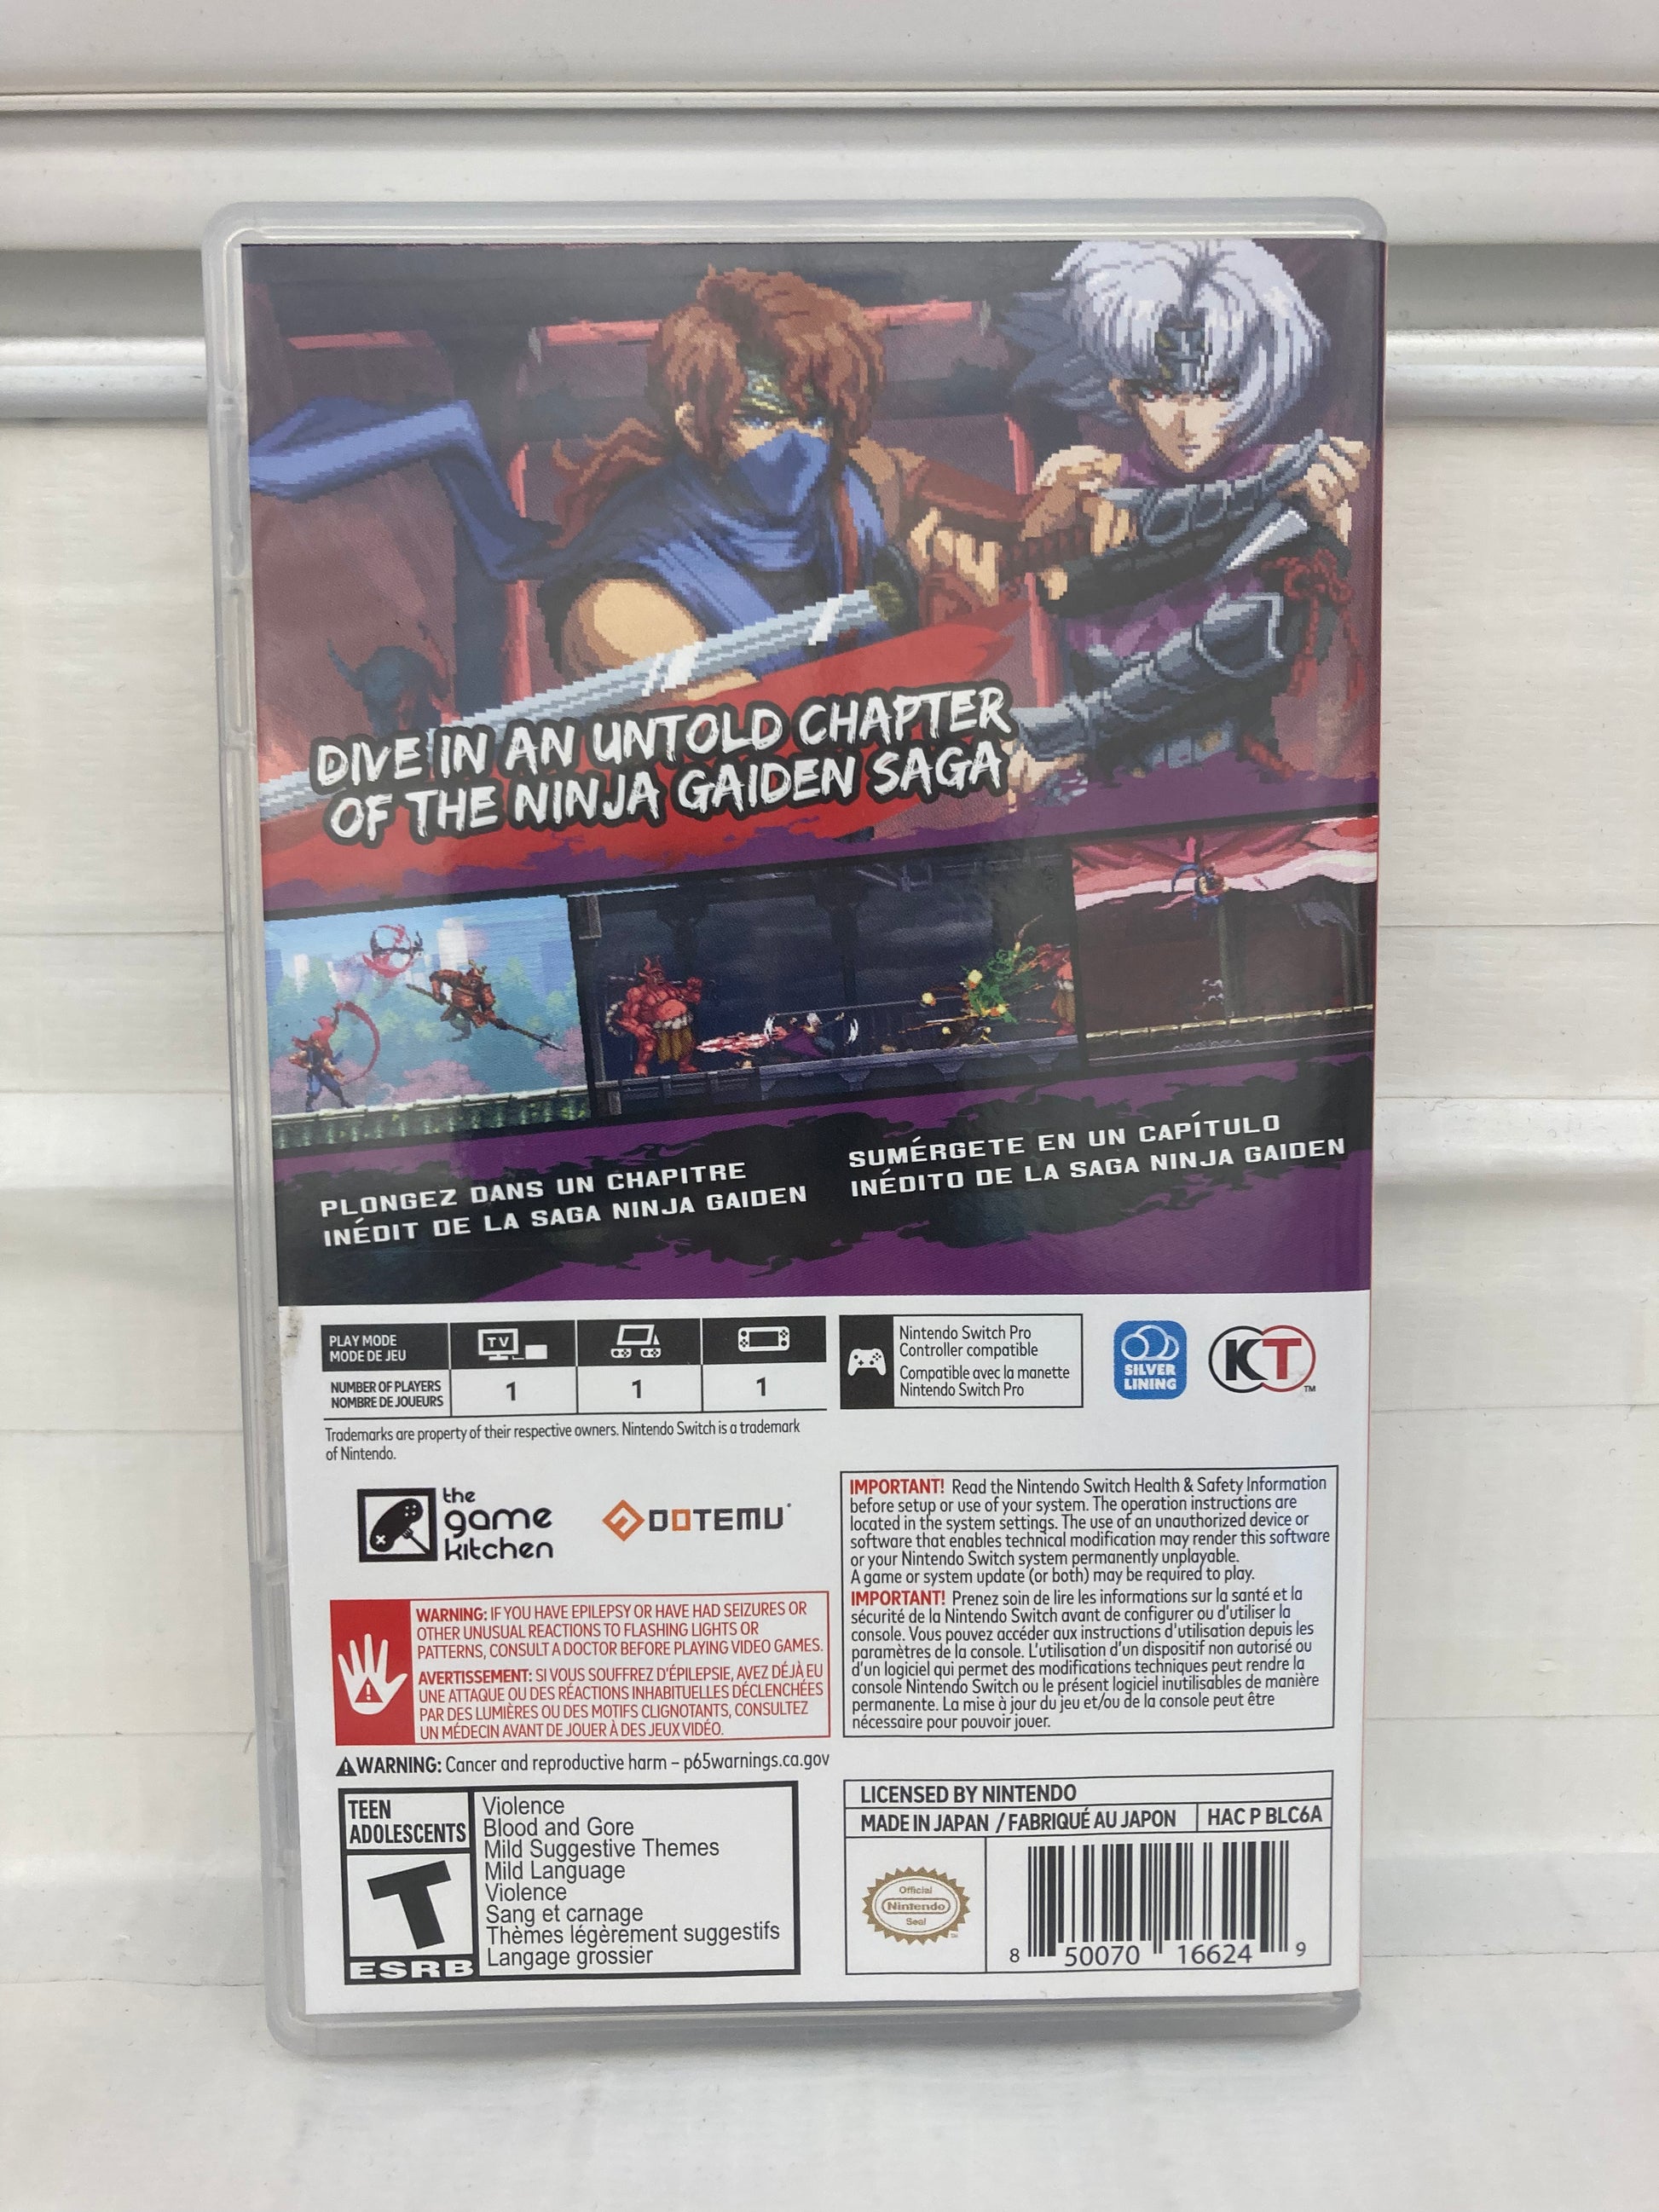 DIVE IN AN UNTOLD CHAPTER
OF THE NINJA GAIDEN SAGA
PLONGEZ DANS UN CHAPITRE
INÉDIT DE LA SAGA NINJA GAIDEN
SUMÉRGETE EN UN CAPÍTULO
INÉDITO DE LA SAGA NINJA GAIDEN
PLAY MODE
MODE DE JEU
TV
NUMBER OF PLAYERS
NOMBRE DE JOUEURS
1
1
1
Nintendo Switch Pro
Controller compatible
Compatible avec la manette
Nintendo Switch Pro
SILVER
LINING
KT
TM
Trademarks are property of their respective owners. Nintendo Switch is a trademark
of Nintendo.
the
game
kitchen
DOTEMU
IMPORTANT! Read the Nintendo Switch Health & Safety Information
before setup or use of your system. The operation instructions are
located in the system settings. The use of an unauthorized device or
software that enables technical modification may render this software
or your Nintendo Switch system permanently unplayable.
A game or system update (or both) may be required to play.
IMPORTANT! Prenez soin de lire les informations sur la santé et la
sécurité de la Nintendo Switch avant de configurer ou d'utiliser la
console. Vous pouvez accéder aux instructions d'utilisation depuis les
paramètres de la console. L'utilisation d'un dispositif non autorisé ou
d'un logiciel qui permet des modifications techniques peut rendre la
console Nintendo Switch ou le présent logiciel inutilisables de manière
permanente. La mise à jour du jeu et/ou de la console peut être
nécessaire pour pouvoir jouer.
WARNING: IF YOU HAVE EPILEPSY OR HAVE HAD SEIZURES OR
OTHER UNUSUAL REACTIONS TO FLASHING LIGHTS OR
PATTERNS, CONSULT A DOCTOR BEFORE PLAYING VIDEO GAMES.
AVERTISSEMENT: SI VOUS SOUFFREZ D'ÉPILEPSIE, AVEZ DÉJÀ EU
UNE ATTAQUE OU DES RÉACTIONS INHABITUELLES DÉCLENCHÉES
PAR DES LUMIÈRES OU DES MOTIFS CLIGNOTANTS, CONSULTEZ
UN MÉDECIN AVANT DE JOUER À DES JEUX VIDÉO.
WARNING: Cancer and reproductive harm – p65warnings.ca.gov
TEEN
ADOLESCENTS
T
ESRB
Violence
Blood and Gore
Mild Suggestive Themes
Mild Language
Violence
Sang et carnage
Thèmes légèrement suggestifs
Langage grossier
LICENSED BY NINTENDO
MADE IN JAPAN / FABRIQUÉ AU JAPON
HAC P BLC6A
Official
Nintendo
Seal
8 50070 16624 9